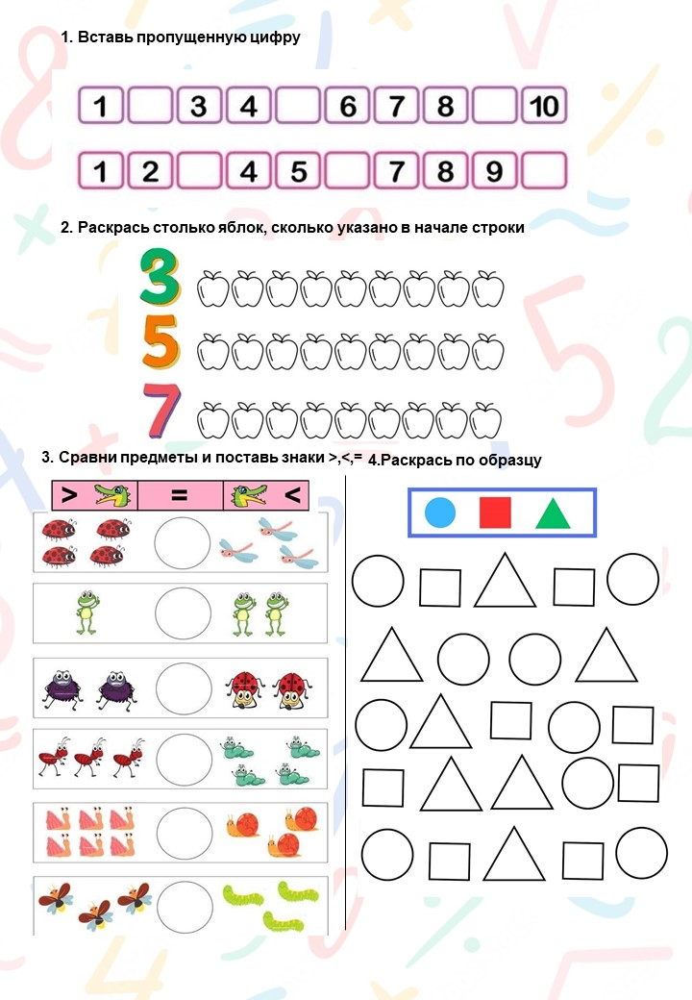 1. Вставь пропущенную цифру
1 3 4 6 7 8 10
1 2 4 5 7 8 9
2. Раскрась столько яблок, сколько указано в начале строки
3
5
7
3. Сравни предметы и поставь знаки >,<,=
4.Раскрась по образцу
> = <